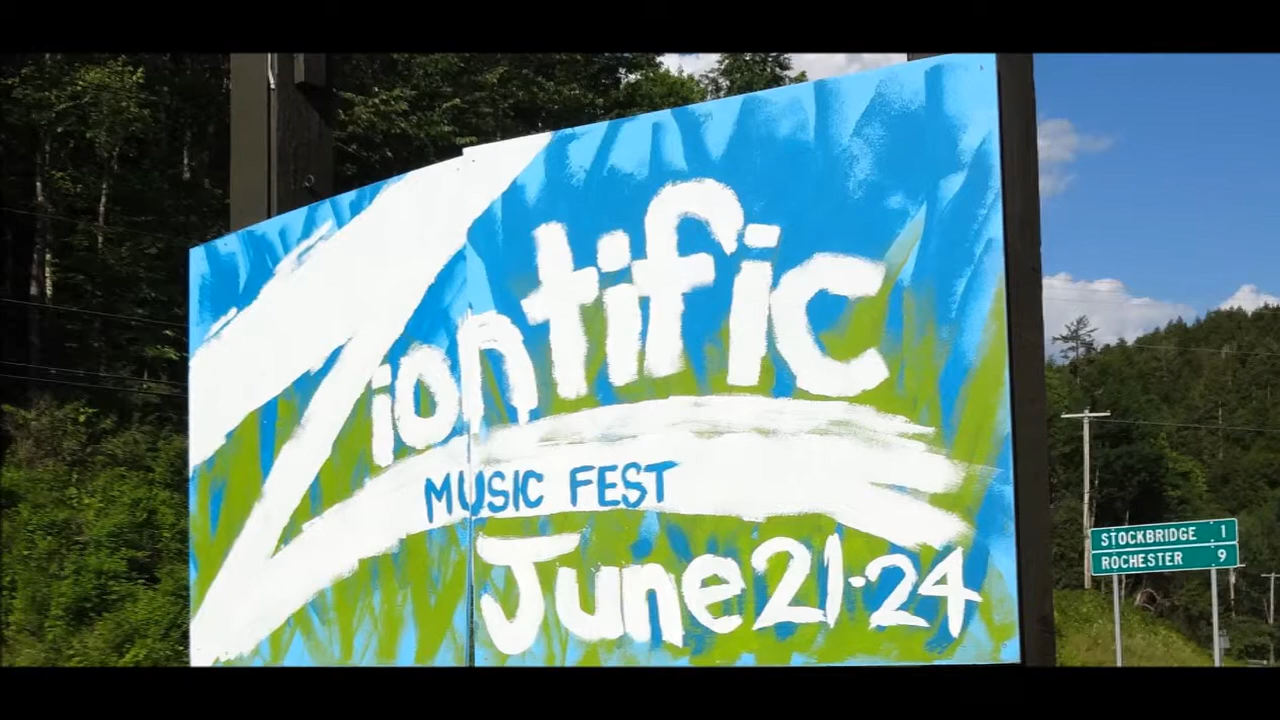 Ziontific
MUSIC FEST
June 21-24
STOCKBRIDGE 1
ROCHESTER 9